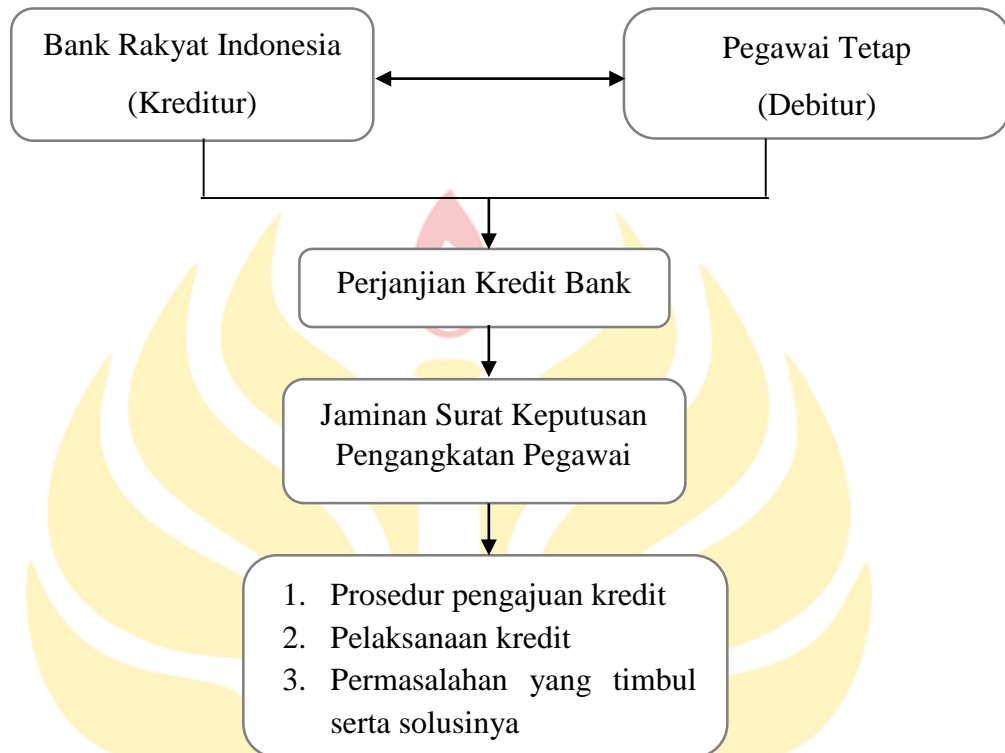 Bank Rakyat Indonesia
(Kreditur)
Pegawai Tetap
(Debitur)
Perjanjian Kredit Bank
Jaminan Surat Keputusan
Pengangkatan Pegawai
1. Prosedur pengajuan kredit
2. Pelaksanaan kredit
3. Permasalahan yang timbul
serta solusinya